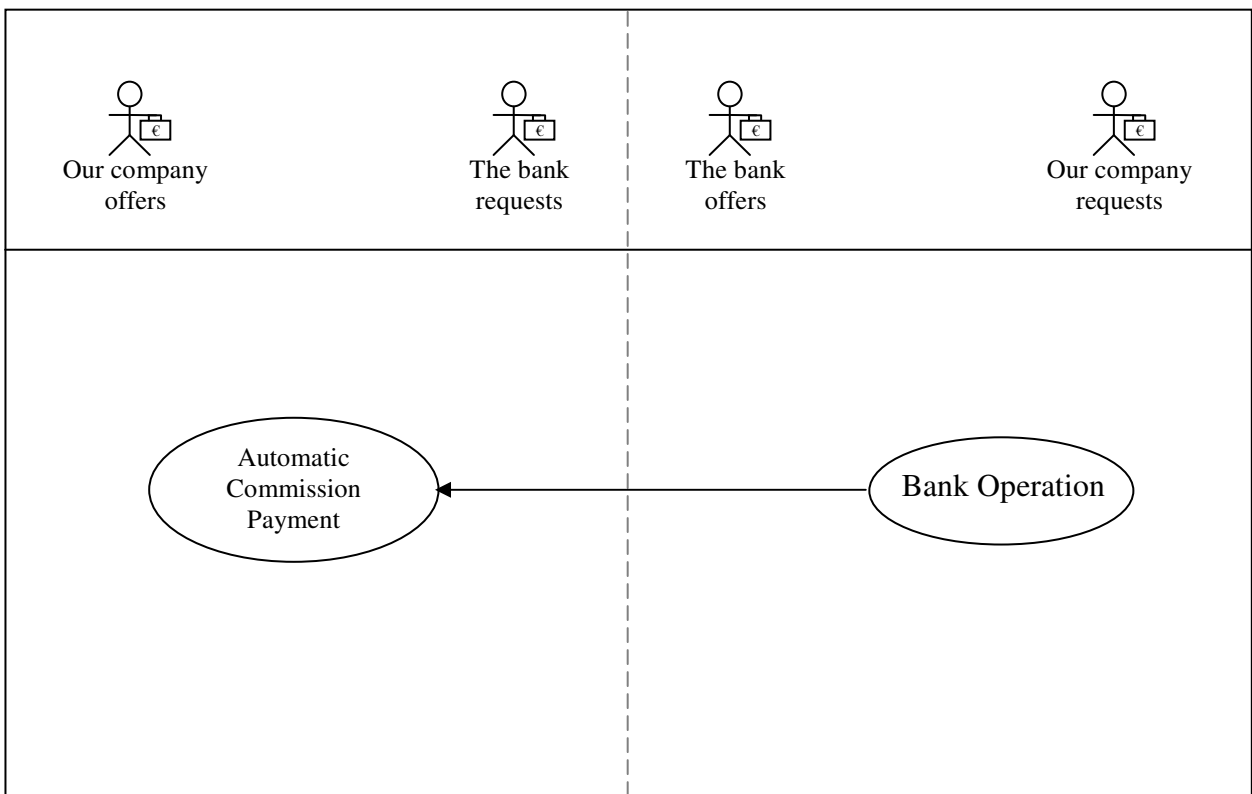 €
€
€
€
Our company
offers
The bank
requests
The bank
offers
Our company
requests
Automatic
Commission
Payment
Bank Operation